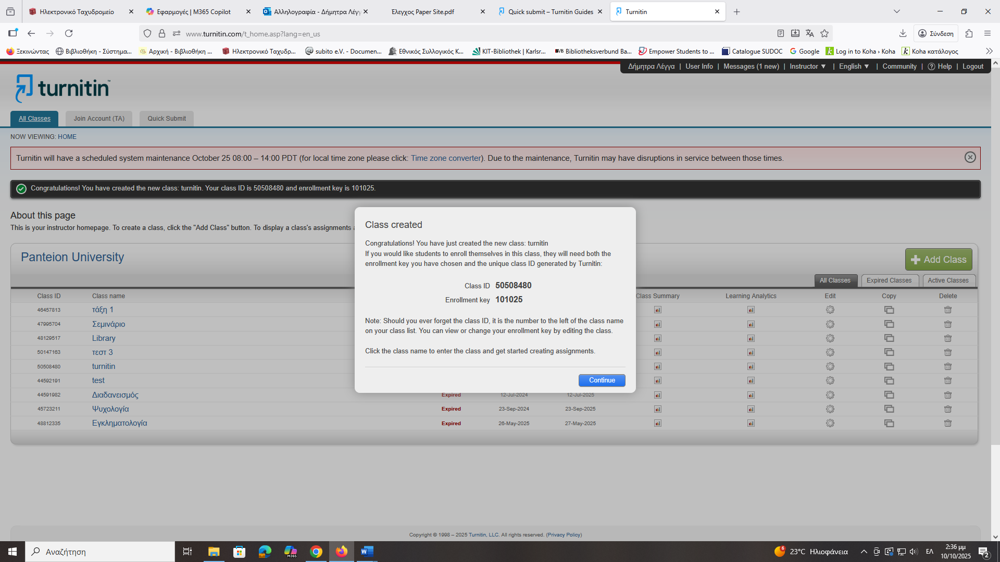 Ηλεκτρονικό Ταχυδρομείο
Εφαρμογές | M365 Copilot
Αλληλογραφία - Δήμητρα Λέγγ
Έλεγχος Paper Site.pdf
Quick submit – Turnitin Guides
Turnitin
www.turnitin.com/t_home.asp?lang=en_us
Σύνδεση
Ξεκινώντας
Βιβλιοθήκη - Σύστημα...
Αρχική - Βιβλιοθήκη ...
Ηλεκτρονικό Ταχυδρ...
subito e.V. - Documen...
Εθνικός Συλλογικός Κ...
KIT-Bibliothek | Karlsr...
BVB Bibliotheksverbund Ba...
Empower Students to ...
Catalogue SUDOC
Google
Log in to Koha › Koha
Koha κατάλογος
Δήμητρα Λέγγα | User Info | Messages (1 new) | Instructor ▼ | English ▼ | Community | Help | Logout
turnitin™
All Classes
Join Account (TA)
Quick Submit
NOW VIEWING: HOME
Turnitin will have a scheduled system maintenance October 25 08:00 – 14:00 PDT (for local time zone please click: Time zone converter). Due to the maintenance, Turnitin may have disruptions in service between those times.
Congratulations! You have created the new class: turnitin. Your class ID is 50508480 and enrollment key is 101025.
About this page
This is your instructor homepage. To create a class, click the "Add Class" button. To display a class's assignments
Class created
Congratulations! You have just created the new class: turnitin
If you would like students to enroll themselves in this class, they will need both the
enrollment key you have chosen and the unique class ID generated by Turnitin:
Class ID 50508480
Enrollment key 101025
Note: Should you ever forget the class ID, it is the number to the left of the class name
on your class list. You can view or change your enrollment key by editing the class.
Click the class name to enter the class and get started creating assignments.
Continue
Panteion University
Add Class
All Classes
Expired Classes
Active Classes
Class ID Class name Class Summary Learning Analytics Edit Copy Delete
46457813 τάξη 1
47995704 Σεμινάριο
48129517 Library
50147163 τεστ 3
50508480 turnitin
44592191 test
44591982 Διαδανεισμός Expired 12-Jul-2024 12-Jul-2025
45723211 Ψυχολογία Expired 23-Sep-2024 23-Sep-2025
48812335 Εγκληματολογία Expired 26-May-2025 27-May-2025
Copyright © 1998 – 2025 Turnitin, LLC. All rights reserved. (Privacy Policy)
Αναζήτηση
M365
6
23°C Ηλιοφάνεια
ΕΛ
2:36 μμ
10/10/2025
2